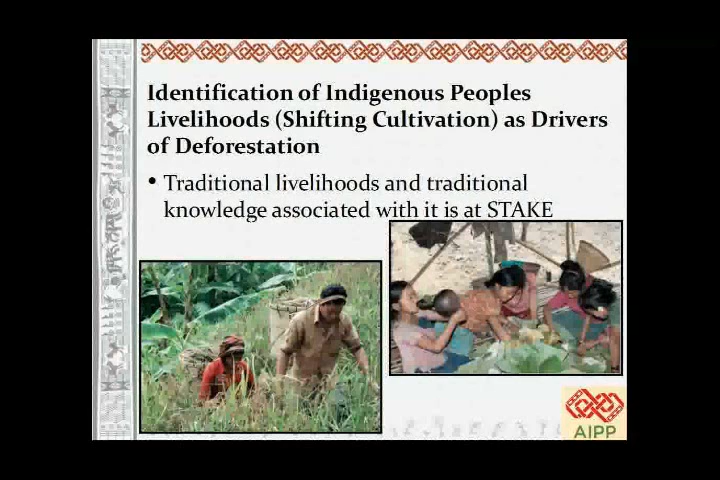 Identification of Indigenous Peoples
Livelihoods (Shifting Cultivation) as Drivers
of Deforestation
• Traditional livelihoods and traditional
knowledge associated with it is at STAKE
AIPP